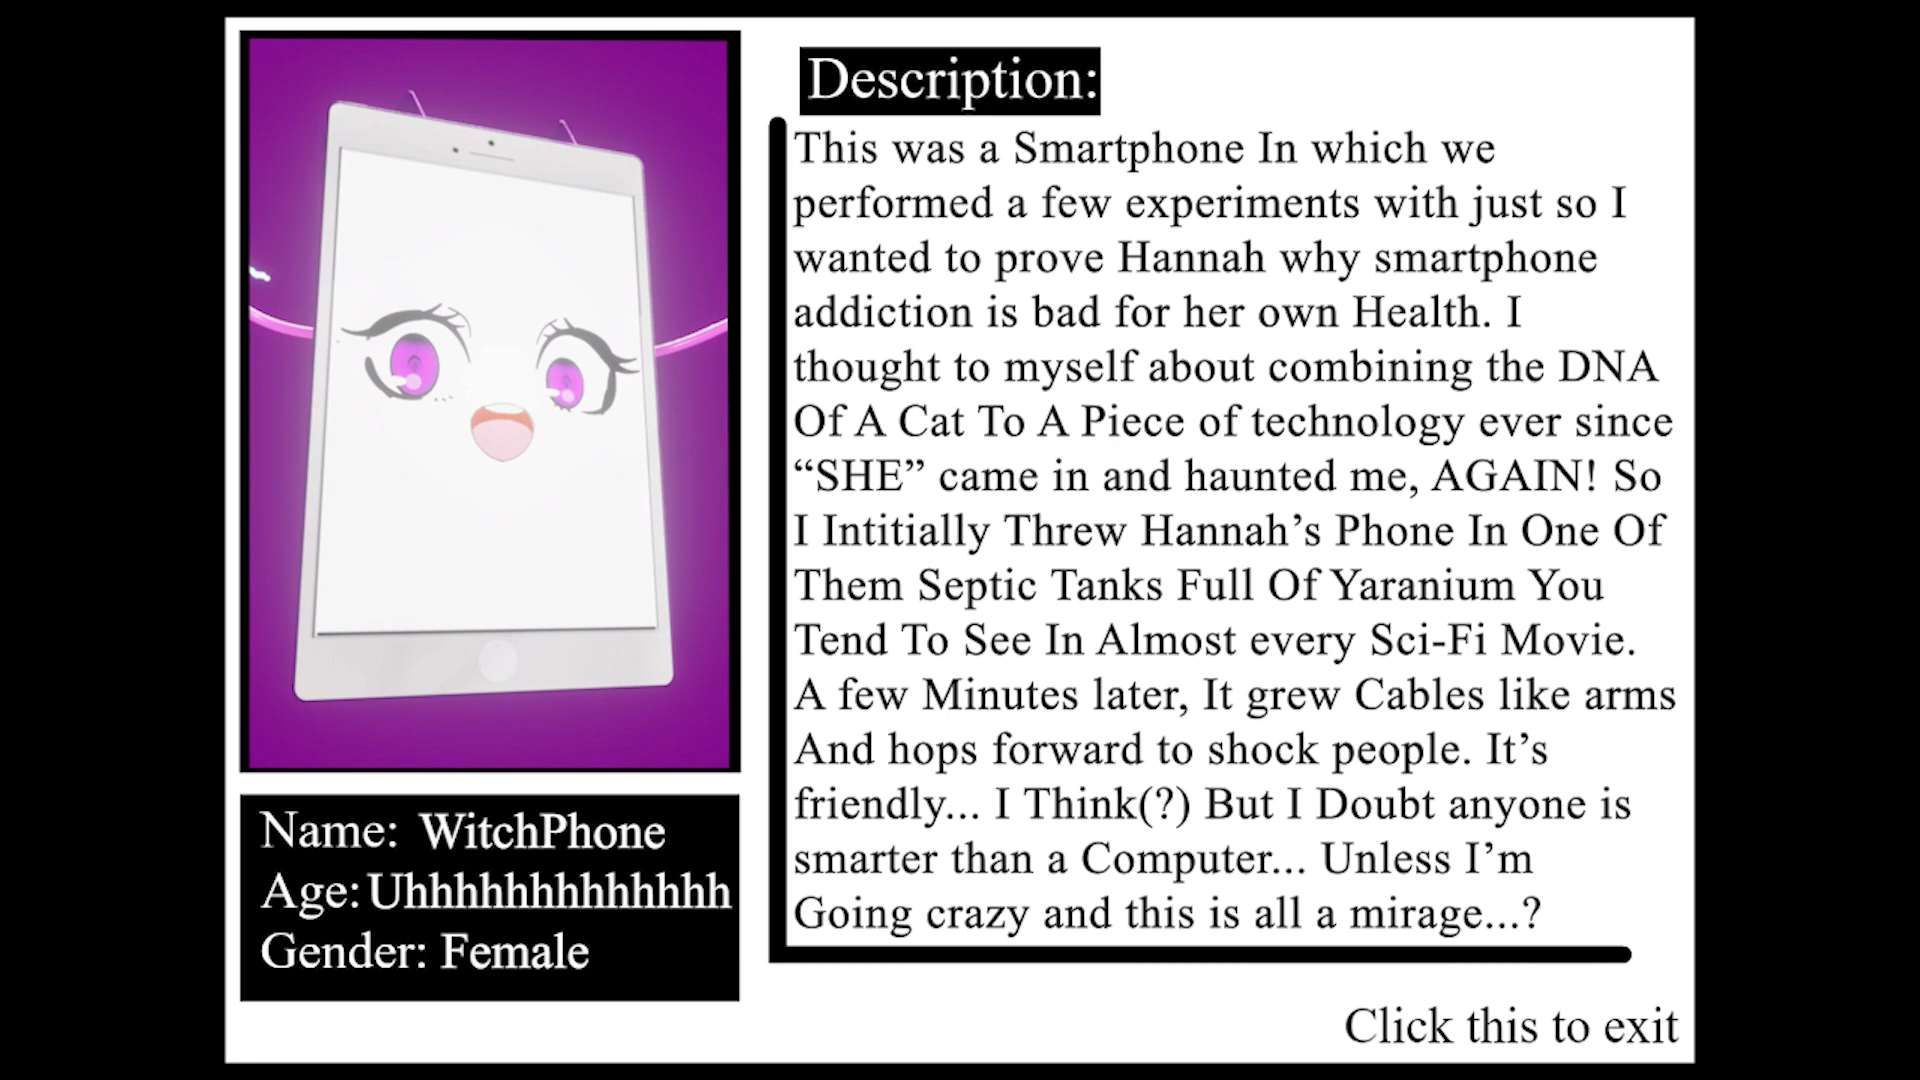 Description:
This was a Smartphone In which we
performed a few experiments with just so I
wanted to prove Hannah why smartphone
addiction is bad for her own Health. I
thought to myself about combining the DNA
Of A Cat To A Piece of technology ever since
“SHE” came in and haunted me, AGAIN! So
I Intitially Threw Hannah’s Phone In One Of
Them Septic Tanks Full Of Yaranium You
Tend To See In Almost every Sci-Fi Movie.
A few Minutes later, It grew Cables like arms
And hops forward to shock people. It’s
friendly... I Think(?) But I Doubt anyone is
smarter than a Computer... Unless I’m
Going crazy and this is all a mirage...?
Name: WitchPhone
Age: Uhhhhhhhhhhhhhh
Gender: Female
Click this to exit